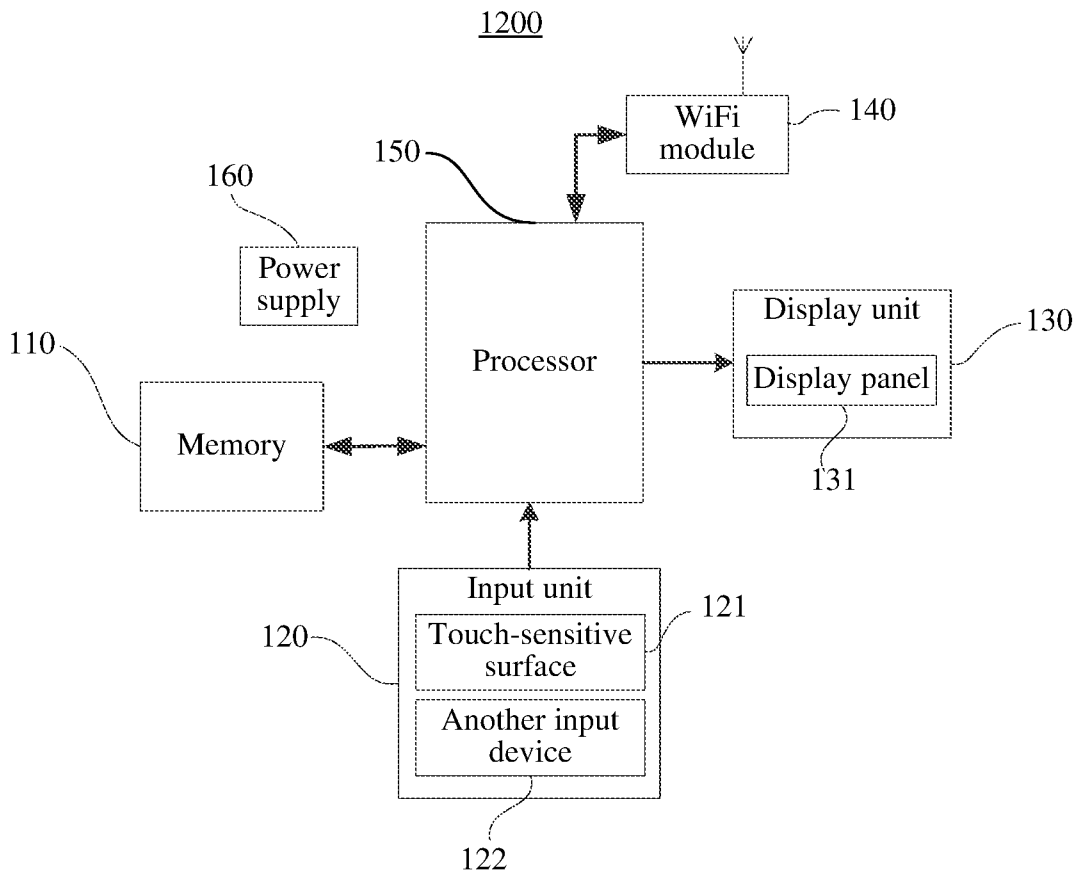 1200
WiFi
module
140
150
160
Power
supply
Processor
Display unit
130
Display panel
131
110
Memory
Input unit
120
Touch-sensitive
surface
121
Another input
device
122